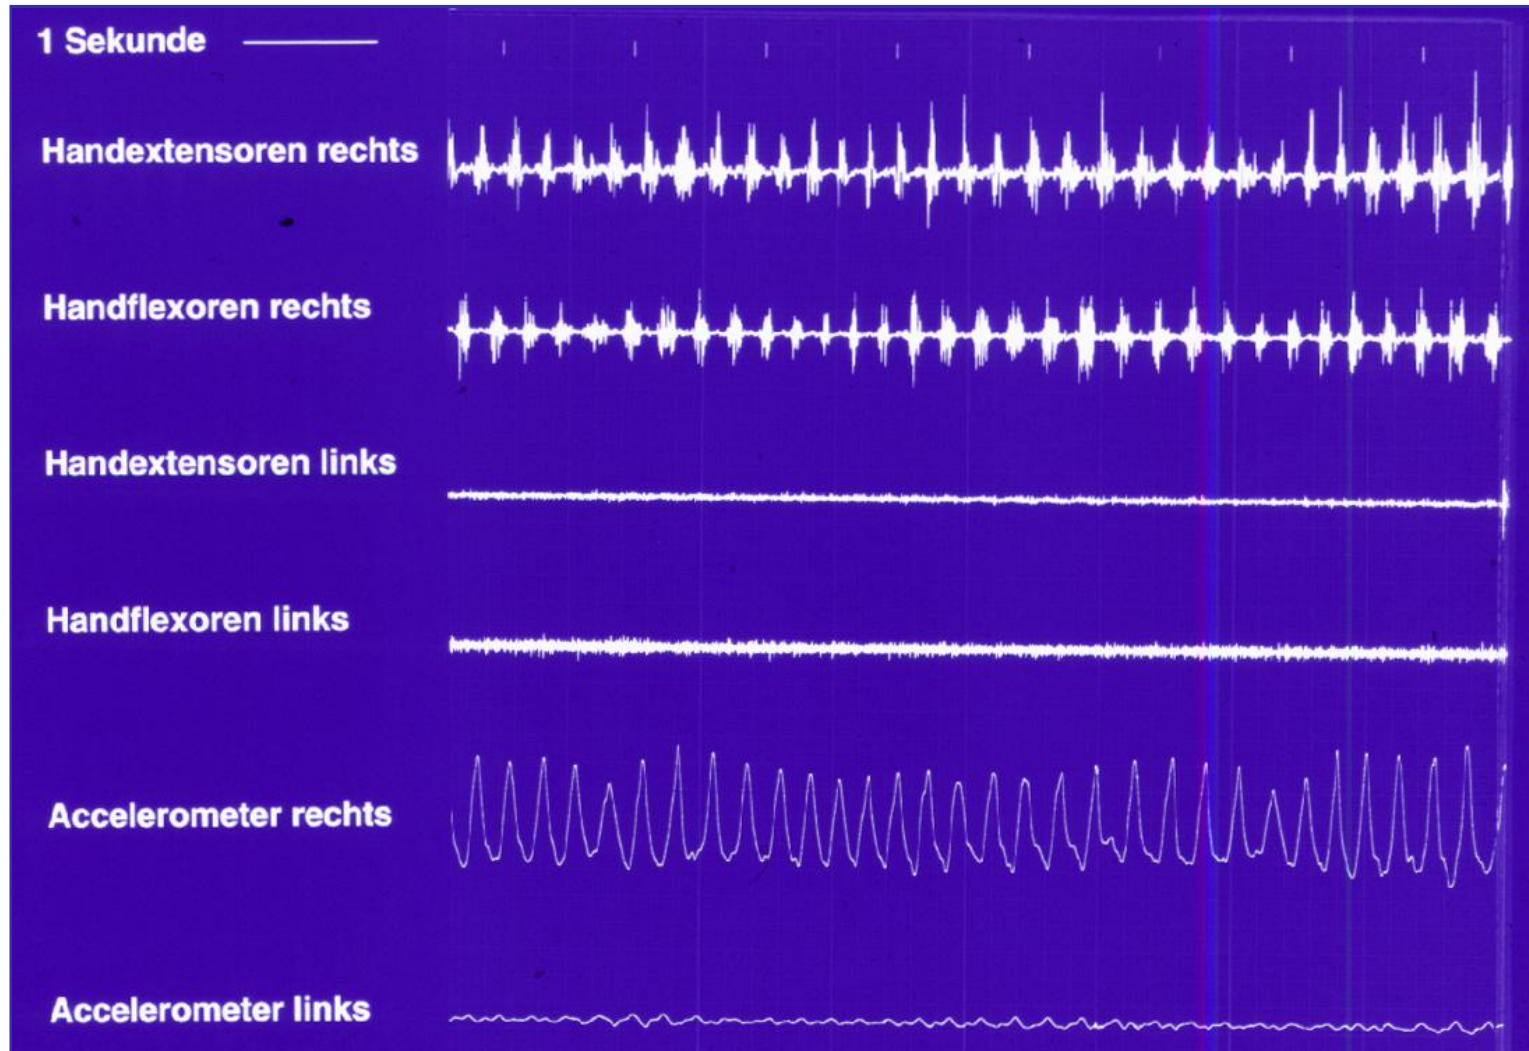 1 Sekunde
Handextensoren rechts
Handflexoren rechts
Handextensoren links
Handflexoren links
Accelerometer rechts
Accelerometer links